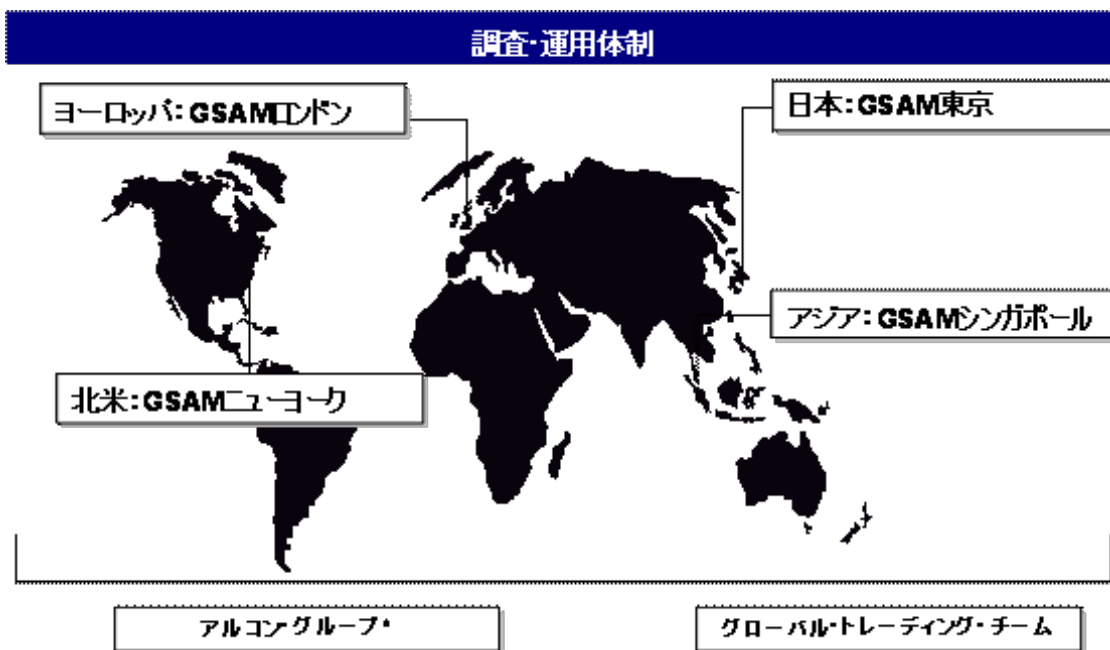 調査・運用体制
ヨーロッパ：GSAMロンドン
日本：GSAM東京
アジア：GSAMシンガポール
北米：GSAMニューヨーク
アルコン・グループ*
グローバル・トレーディング・チーム